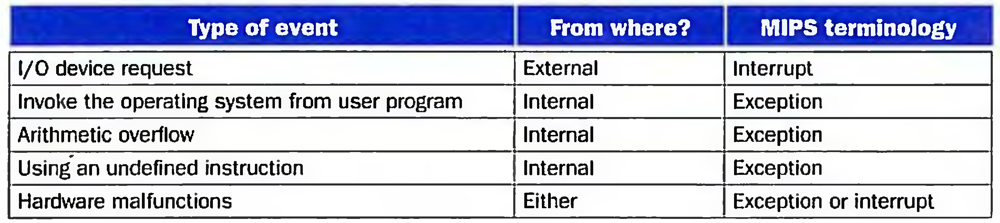 Type of event From where? MIPS terminology
I/O device request External Interrupt
Invoke the operating system from user program Internal Exception
Arithmetic overflow Internal Exception
Using an undefined instruction Internal Exception
Hardware malfunctions Either Exception or interrupt